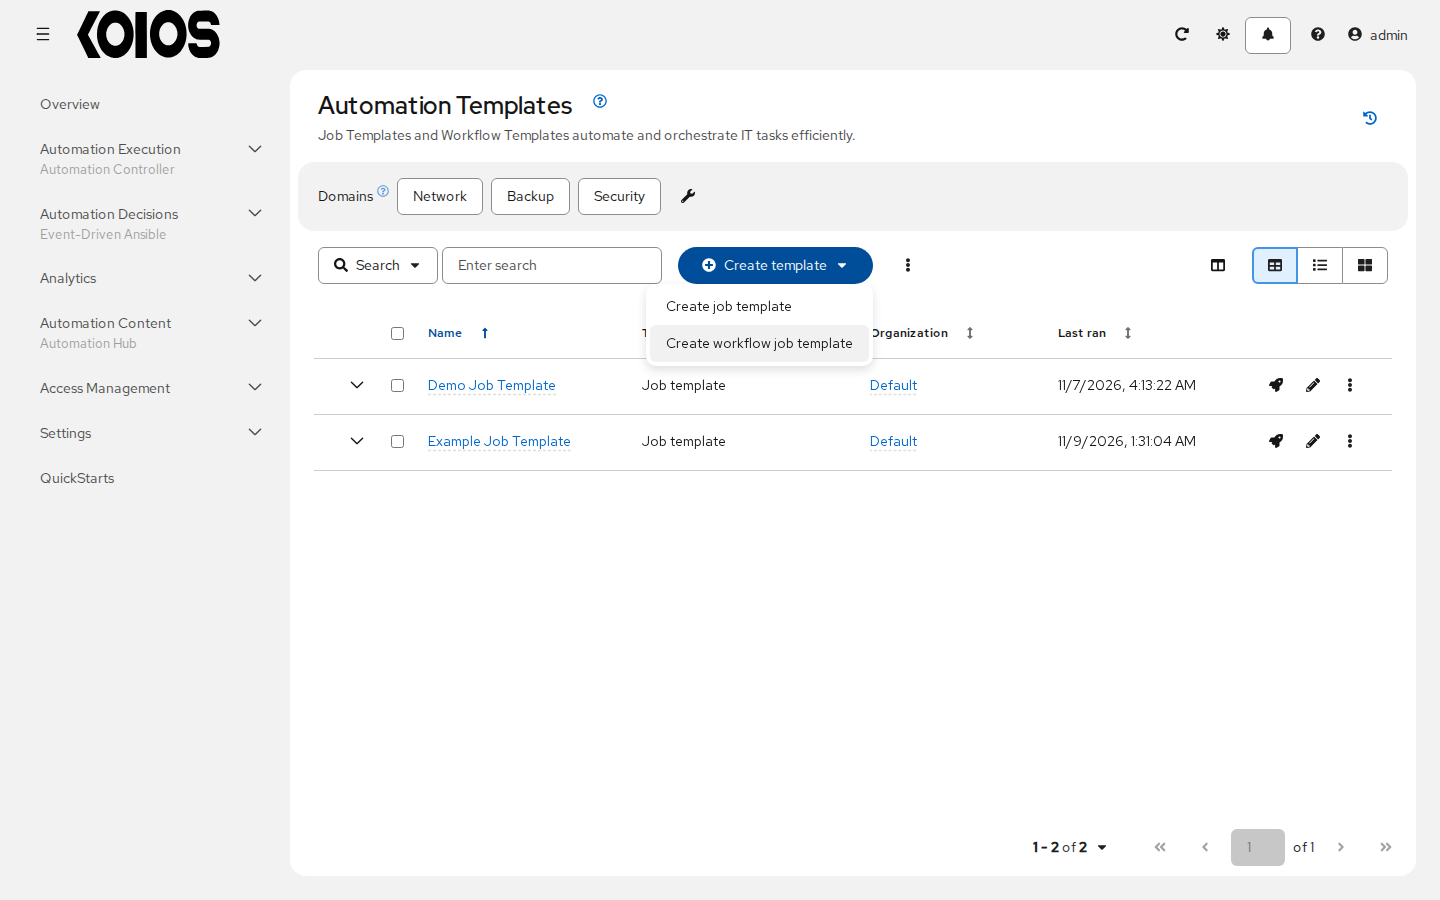 KOIOS
admin
Overview
Automation Execution
Automation Controller
Automation Decisions
Event-Driven Ansible
Analytics
Automation Content
Automation Hub
Access Management
Settings
QuickStarts
Automation Templates
Job Templates and Workflow Templates automate and orchestrate IT tasks efficiently.
Domains
Network
Backup
Security
Search
Enter search
Create template
Create job template
Create workflow job template
Name
Organization
Last ran
Demo Job Template
Job template
Default
11/7/2026, 4:13:22 AM
Example Job Template
Job template
Default
11/9/2026, 1:31:04 AM
1 - 2 of 2
1
of 1